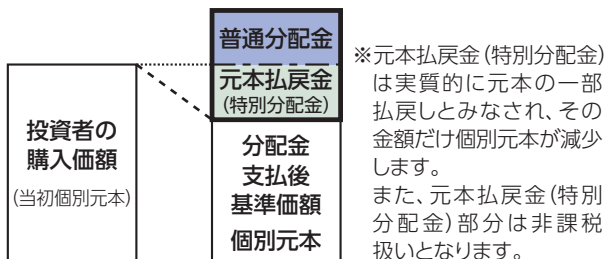 投資者の
購入価額
(当初個別元本)
普通分配金
元本払戻金
(特別分配金)
分配金
支払後
基準価額
個別元本
※元本払戻金(特別分配金)
は実質的に元本の一部
払戻しとみなされ、その
金額だけ個別元本が減少
します。
また、元本払戻金(特別
分配金)部分は非課税
扱いとなります。